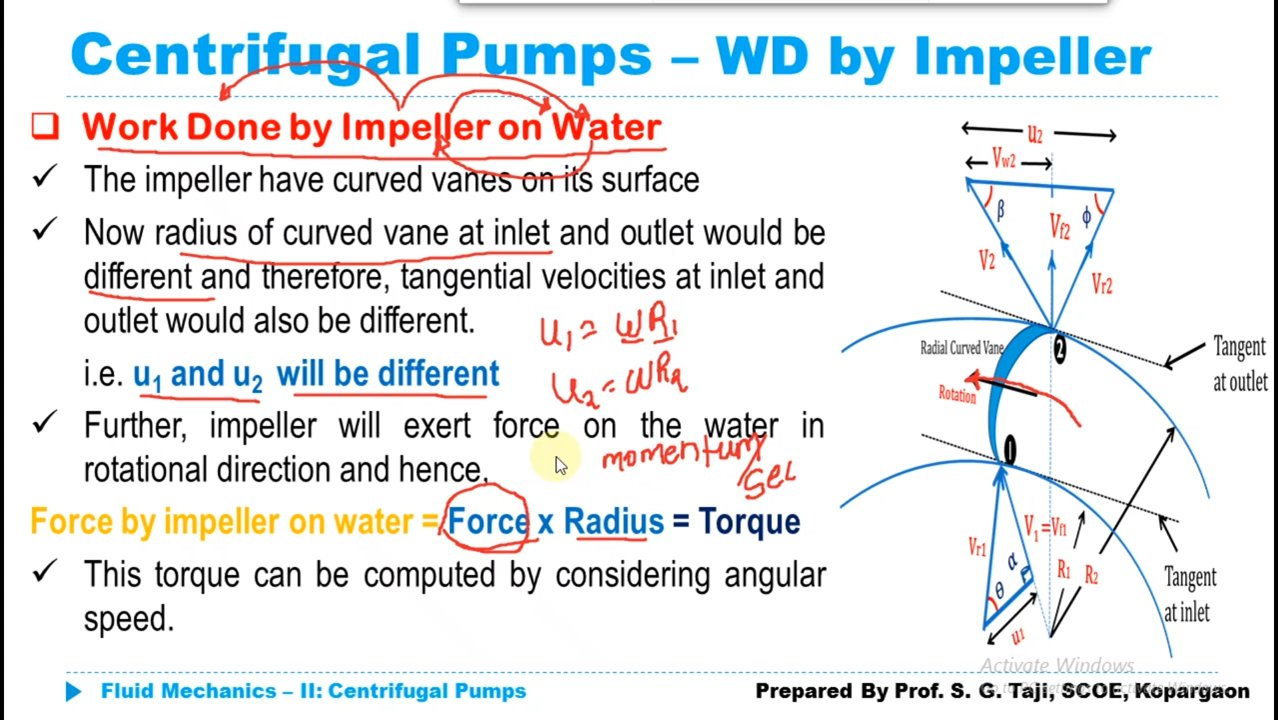 Centrifugal Pumps – WD by Impeller
Work Done by Impeller on Water
The impeller have curved vanes on its surface
Now radius of curved vane at inlet and outlet would be
different and therefore, tangential velocities at inlet and
outlet would also be different.
u₁ = ωR₁
i.e. u₁ and u₂ will be different
u₂ = ωR₂
Further, impeller will exert force on the water in
rotational direction and hence,
momentum/sec
Force by impeller on water = Force x Radius = Torque
This torque can be computed by considering angular
speed.
u2
Vw2
β
ϕ
Vf2
V2
Vr2
Radial Curved Vane
2
Tangent
at outlet
Rotation
1
Vr1
V1 =Vf1
α
θ
R1
R2
u1
Tangent
at inlet
Activate Windows
Fluid Mechanics – II: Centrifugal Pumps
Prepared By Prof. S. G. Taji, SCOE, Kopargaon